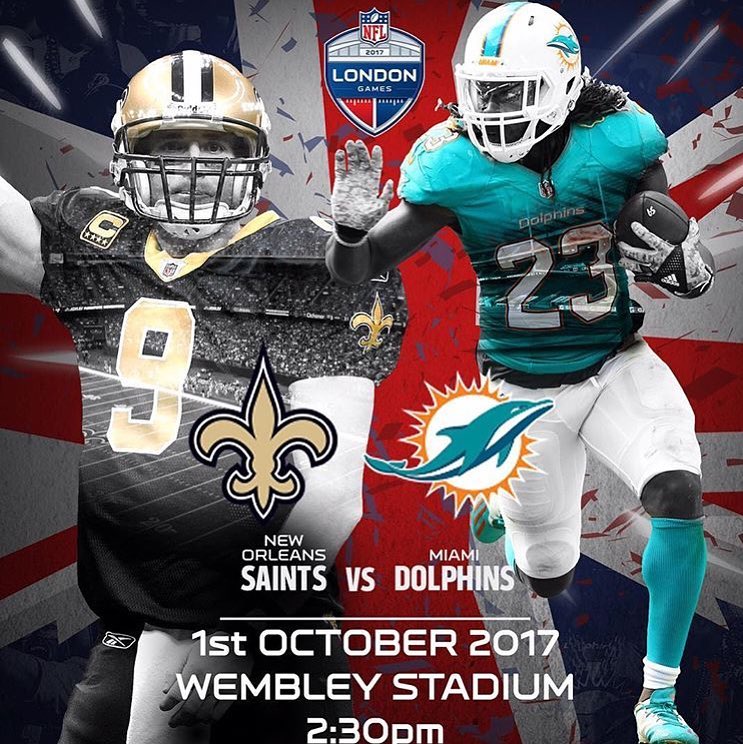 NFL
2017
LONDON
GAMES
Riddell
C
Dolphins
23
9
NEW
ORLEANS
SAINTS
VS
MIAMI
DOLPHINS
1st OCTOBER 2017
WEMBLEY STADIUM
2:30pm